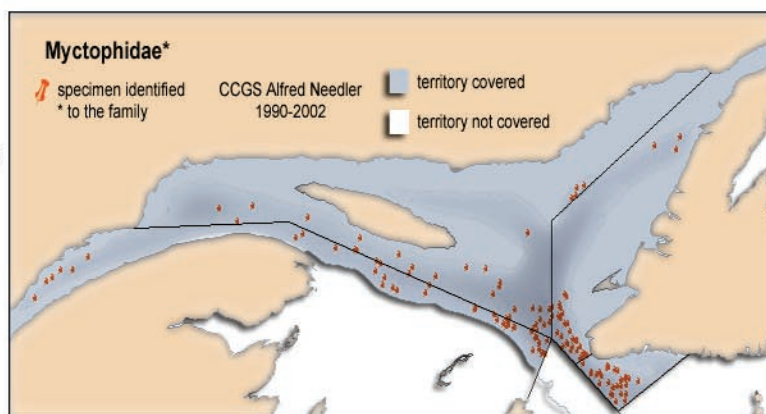 Myctophidae*
specimen identified
* to the family
CCGS Alfred Needler
1990-2002
territory covered
territory not covered